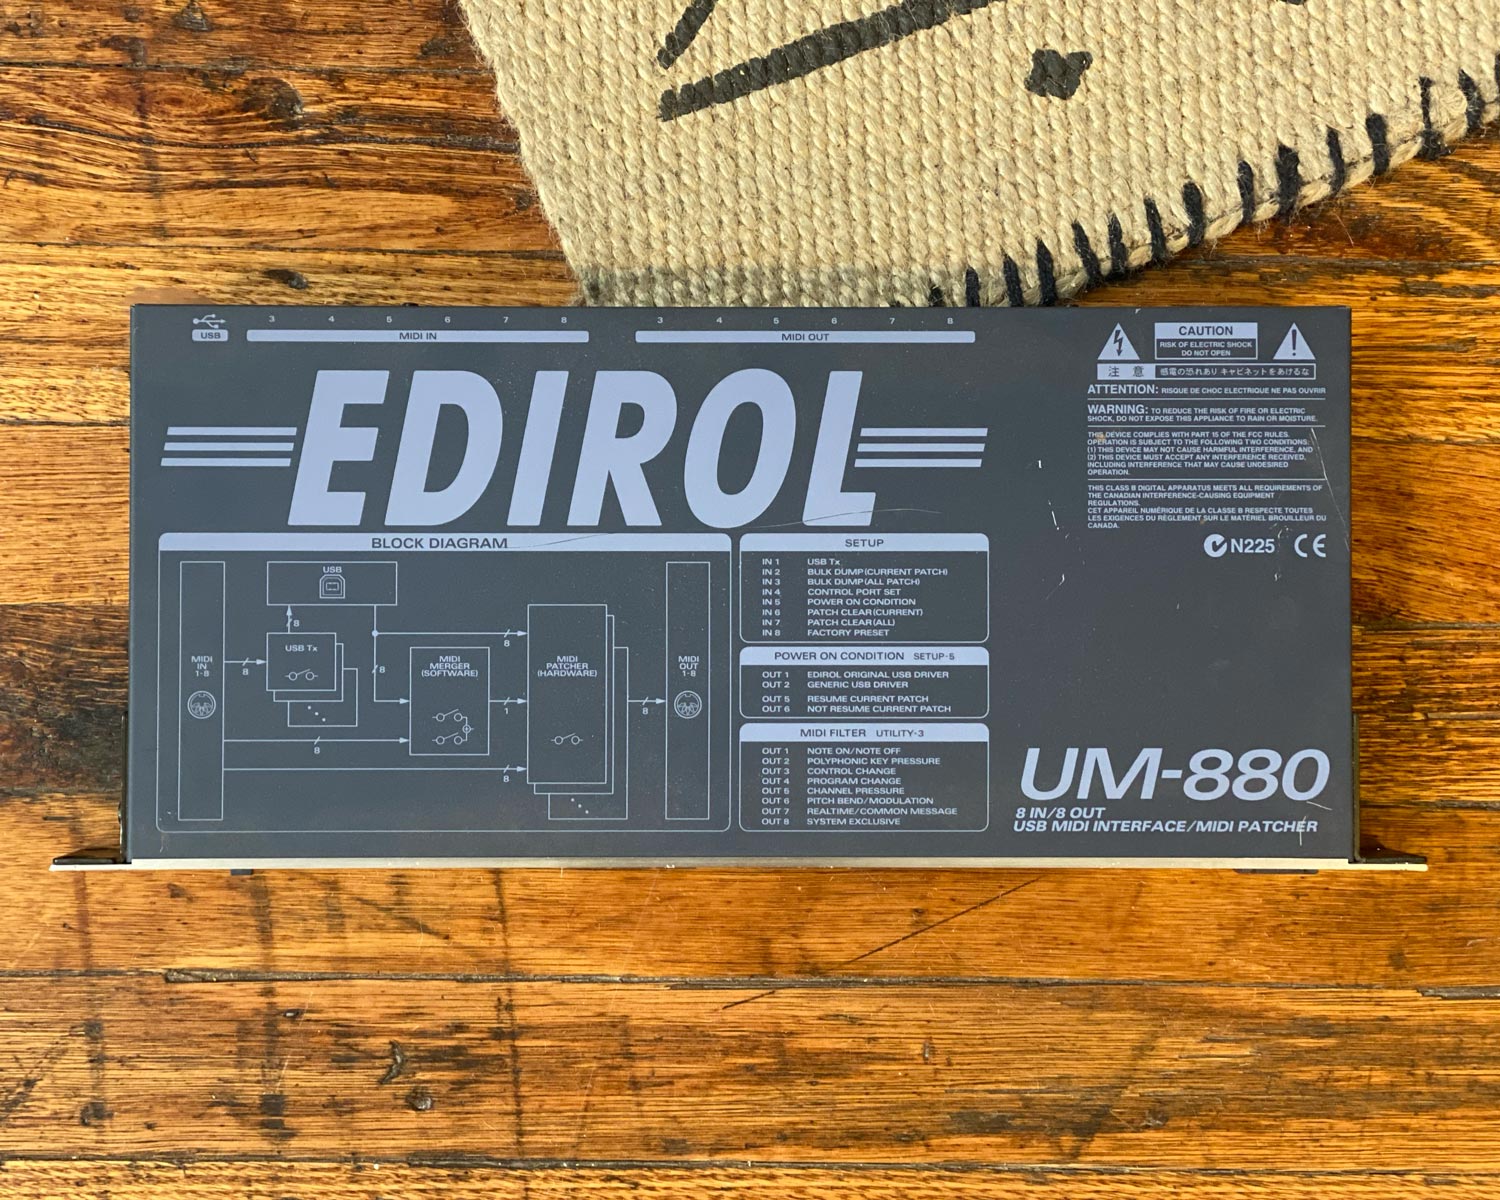 USB
3 4 5 6 7 8
MIDI IN
3 4 5 6 7 8
MIDI OUT
EDIROL
CAUTION
RISK OF ELECTRIC SHOCK
DO NOT OPEN
注 意
感電の恐れあり キャビネットをあけるな
ATTENTION: RISQUE DE CHOC ELECTRIQUE NE PAS OUVRIR
WARNING: TO REDUCE THE RISK OF FIRE OR ELECTRIC
SHOCK, DO NOT EXPOSE THIS APPLIANCE TO RAIN OR MOISTURE.
THIS DEVICE COMPLIES WITH PART 15 OF THE FCC RULES.
OPERATION IS SUBJECT TO THE FOLLOWING TWO CONDITIONS:
(1) THIS DEVICE MAY NOT CAUSE HARMFUL INTERFERENCE, AND
(2) THIS DEVICE MUST ACCEPT ANY INTERFERENCE RECEIVED,
INCLUDING INTERFERENCE THAT MAY CAUSE UNDESIRED
OPERATION.
THIS CLASS B DIGITAL APPARATUS MEETS ALL REQUIREMENTS OF
THE CANADIAN INTERFERENCE-CAUSING EQUIPMENT
REGULATIONS.
CET APPAREIL NUMÉRIQUE DE LA CLASSE B RESPECTE TOUTES
LES EXIGENCES DU RÈGLEMENT SUR LE MATÉRIEL BROUILLEUR DU
CANADA.
N225 CE
BLOCK DIAGRAM
USB
8
USB Tx
MIDI
IN
1-8
8
8
8
MIDI
MERGER
(SOFTWARE)
1
MIDI
PATCHER
(HARDWARE)
8
MIDI
OUT
1-8
8
8
SETUP
IN 1 USB Tx
IN 2 BULK DUMP(CURRENT PATCH)
IN 3 BULK DUMP(ALL PATCH)
IN 4 CONTROL PORT SET
IN 5 POWER ON CONDITION
IN 6 PATCH CLEAR(CURRENT)
IN 7 PATCH CLEAR(ALL)
IN 8 FACTORY PRESET
POWER ON CONDITION SETUP-5
OUT 1 EDIROL ORIGINAL USB DRIVER
OUT 2 GENERIC USB DRIVER
OUT 5 RESUME CURRENT PATCH
OUT 6 NOT RESUME CURRENT PATCH
MIDI FILTER UTILITY-3
OUT 1 NOTE ON/NOTE OFF
OUT 2 POLYPHONIC KEY PRESSURE
OUT 3 CONTROL CHANGE
OUT 4 PROGRAM CHANGE
OUT 5 CHANNEL PRESSURE
OUT 6 PITCH BEND/MODULATION
OUT 7 REALTIME/COMMON MESSAGE
OUT 8 SYSTEM EXCLUSIVE
UM-880
8 IN/8 OUT
USB MIDI INTERFACE/MIDI PATCHER